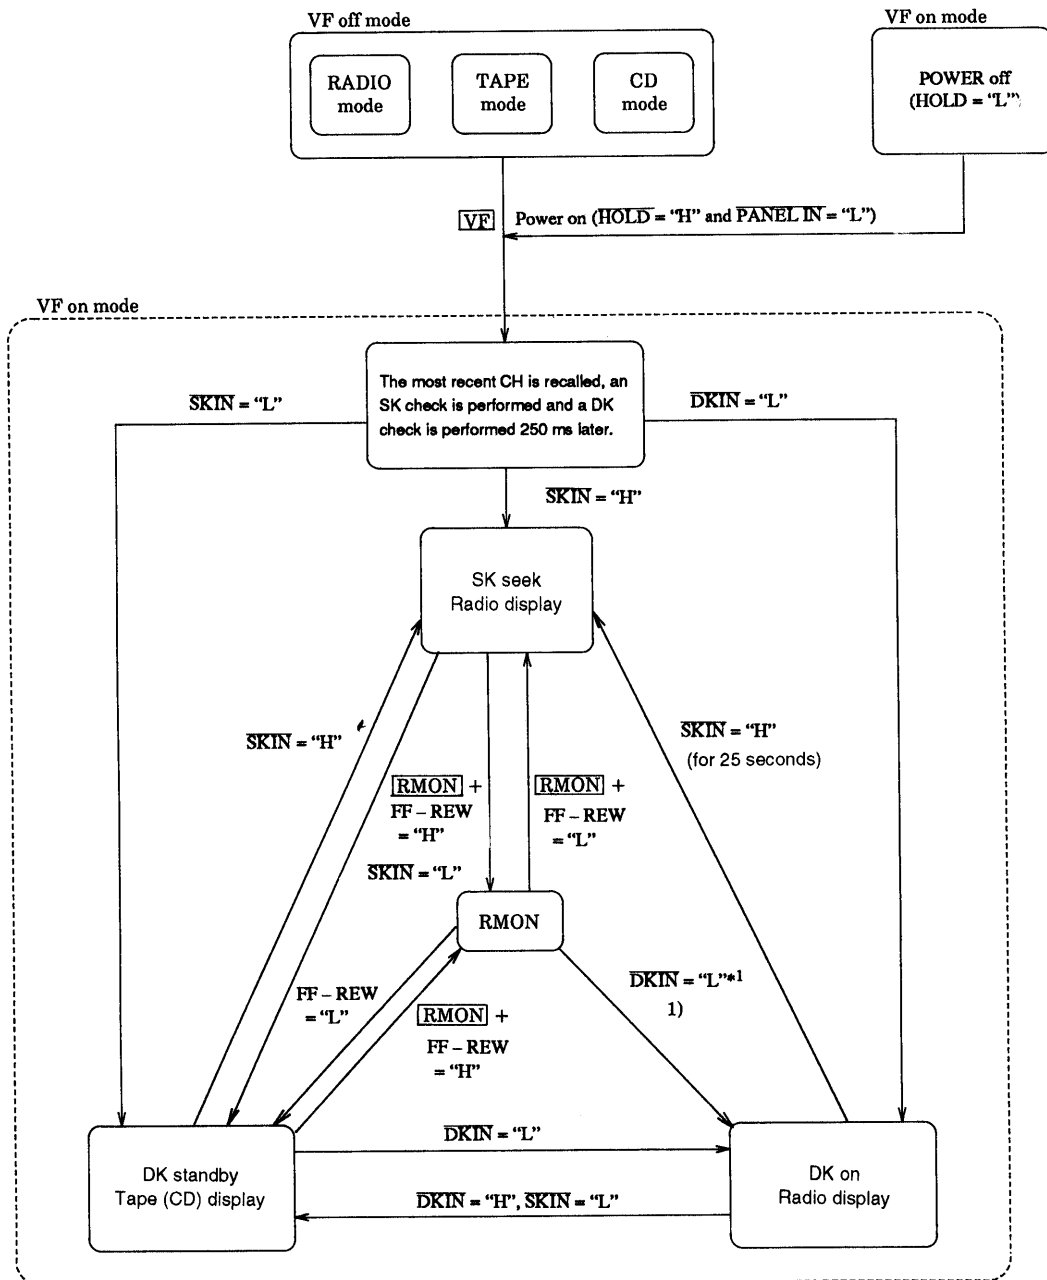 VF off mode
VF on mode
RADIO
mode
TAPE
mode
CD
mode
POWER off
(HOLD = “L”)
VF
Power on (HOLD = “H” and PANEL IN = “L”)
VF on mode
The most recent CH is recalled, an
SK check is performed and a DK
check is performed 250 ms later.
SKIN = “L”
DKIN = “L”
SKIN = “H”
SK seek
Radio display
SKIN = “H”
SKIN = “H”
(for 25 seconds)
RMON +
FF – REW
= “H”
RMON +
FF – REW
= “L”
SKIN = “L”
RMON
FF – REW
= “L”
RMON +
FF – REW
= “H”
DKIN = “L”*1
1)
DKIN = “L”
DK standby
Tape (CD) display
DK on
Radio display
DKIN = “H”, SKIN = “L”